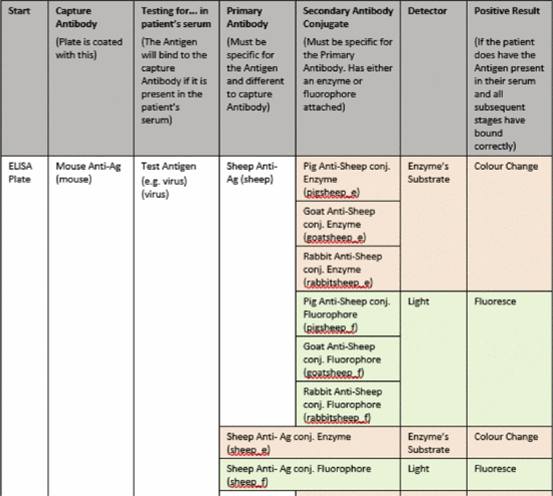 Start
Capture
Antibody
(Plate is coated
with this)
Testing for... in
patient's serum
(The Antigen
will bind to the
capture
Antibody if it is
present in the
patient's
serum)
Primary
Antibody
(Must be
specific for
the Antigen
and different
to capture
Antibody)
Secondary Antibody
Conjugate
(Must be specific for
the Primary
Antibody. Has either
an enzyme or
fluorophore
attached)
Detector
Positive Result
(If the patient
does have the
Antigen present
in their serum
and all
subsequent
stages have
bound
correctly)
ELISA
Plate
Mouse Anti-Ag
(mouse)
Test Antigen
(e.g. virus)
(virus)
Sheep Anti-
Ag (sheep)
Pig Anti-Sheep conj.
Enzyme
(pigsheep_e)
Enzyme's
Substrate
Colour Change
Goat Anti-Sheep
conj. Enzyme
(goatsheep_e)
Rabbit Anti-Sheep
conj. Enzyme
(rabbitsheep_e)
Pig Anti-Sheep conj.
Fluorophore
(pigsheep_f)
Light
Fluoresce
Goat Anti-Sheep
conj. Fluorophore
(goatsheep_f)
Rabbit Anti-Sheep
conj. Fluorophore
(rabbitsheep_f)
Sheep Anti- Ag conj. Enzyme
(sheep_e)
Enzyme's
Substrate
Colour Change
Sheep Anti- Ag conj. Fluorophore
(sheep_f)
Light
Fluoresce